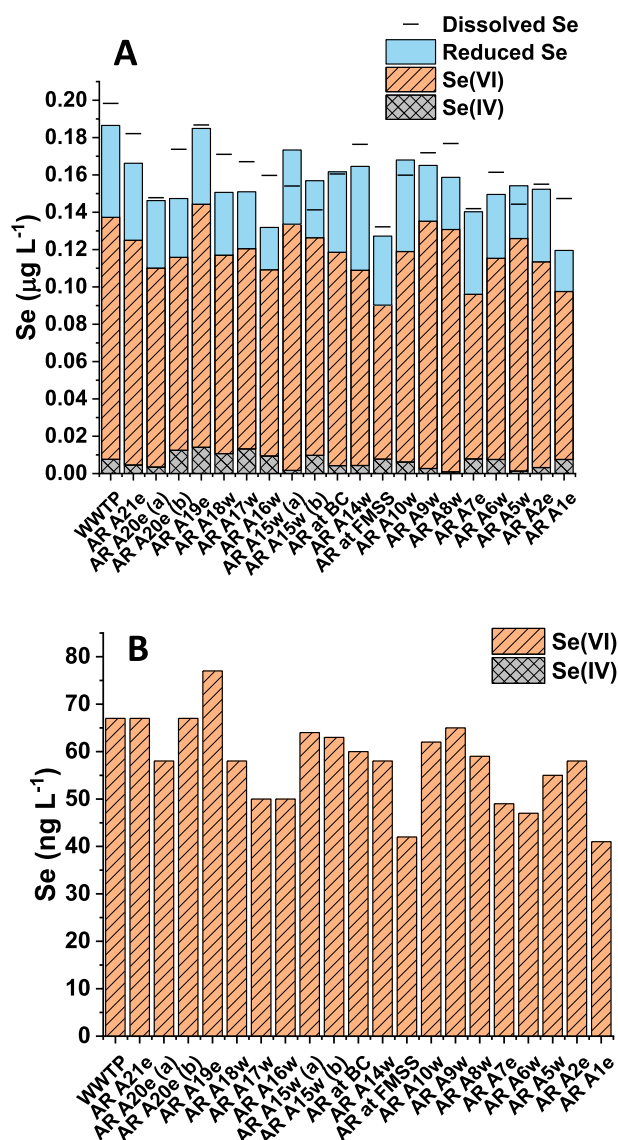 A
Dissolved Se
Reduced Se
Se(VI)
Se(IV)
Se (µg L⁻¹)
0.20
0.18
0.16
0.14
0.12
0.10
0.08
0.06
0.04
0.02
0.00
WWTP
AR A21e
AR A20e (a)
AR A20e (b)
AR A19e
AR A18w
AR A17w
AR A16w
AR A15w (a)
AR A15w (b)
AR at BC
AR A14w
AR at FMSS
AR A10w
AR A9w
AR A8w
AR A7e
AR A6w
AR A5w
AR A2e
AR A1e
B
Se(VI)
Se(IV)
Se (ng L⁻¹)
80
70
60
50
40
30
20
10
0
WWTP
AR A21e
AR A20e (a)
AR A20e (b)
AR A19e
AR A18w
AR A17w
AR A16w
AR A15w (a)
AR A15w (b)
AR at BC
AR A14w
AR at FMSS
AR A10w
AR A9w
AR A8w
AR A7e
AR A6w
AR A5w
AR A2e
AR A1e